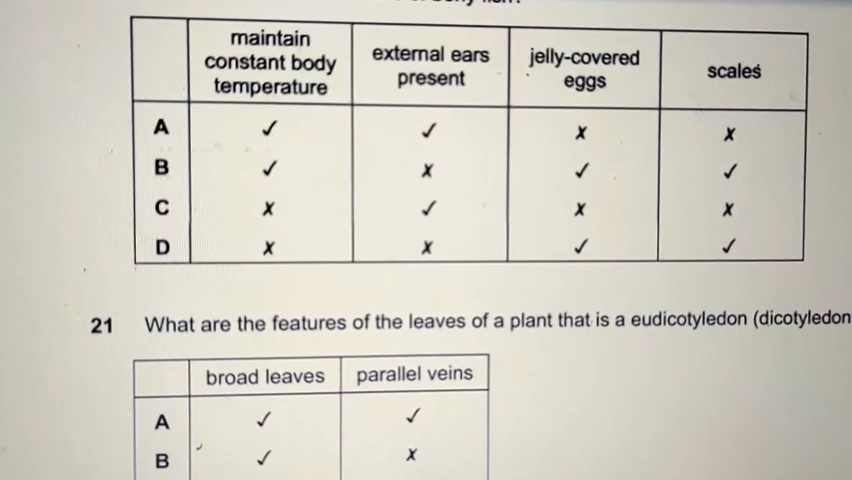 fish?
maintain constant body temperature external ears present jelly-covered eggs scales
A ✓ ✓ ✗ ✗
B ✓ ✗ ✓ ✓
C ✗ ✓ ✗ ✗
D ✗ ✗ ✓ ✓
21 What are the features of the leaves of a plant that is a eudicotyledon (dicotyledon
broad leaves parallel veins
A ✓ ✓
B ✓ ✗